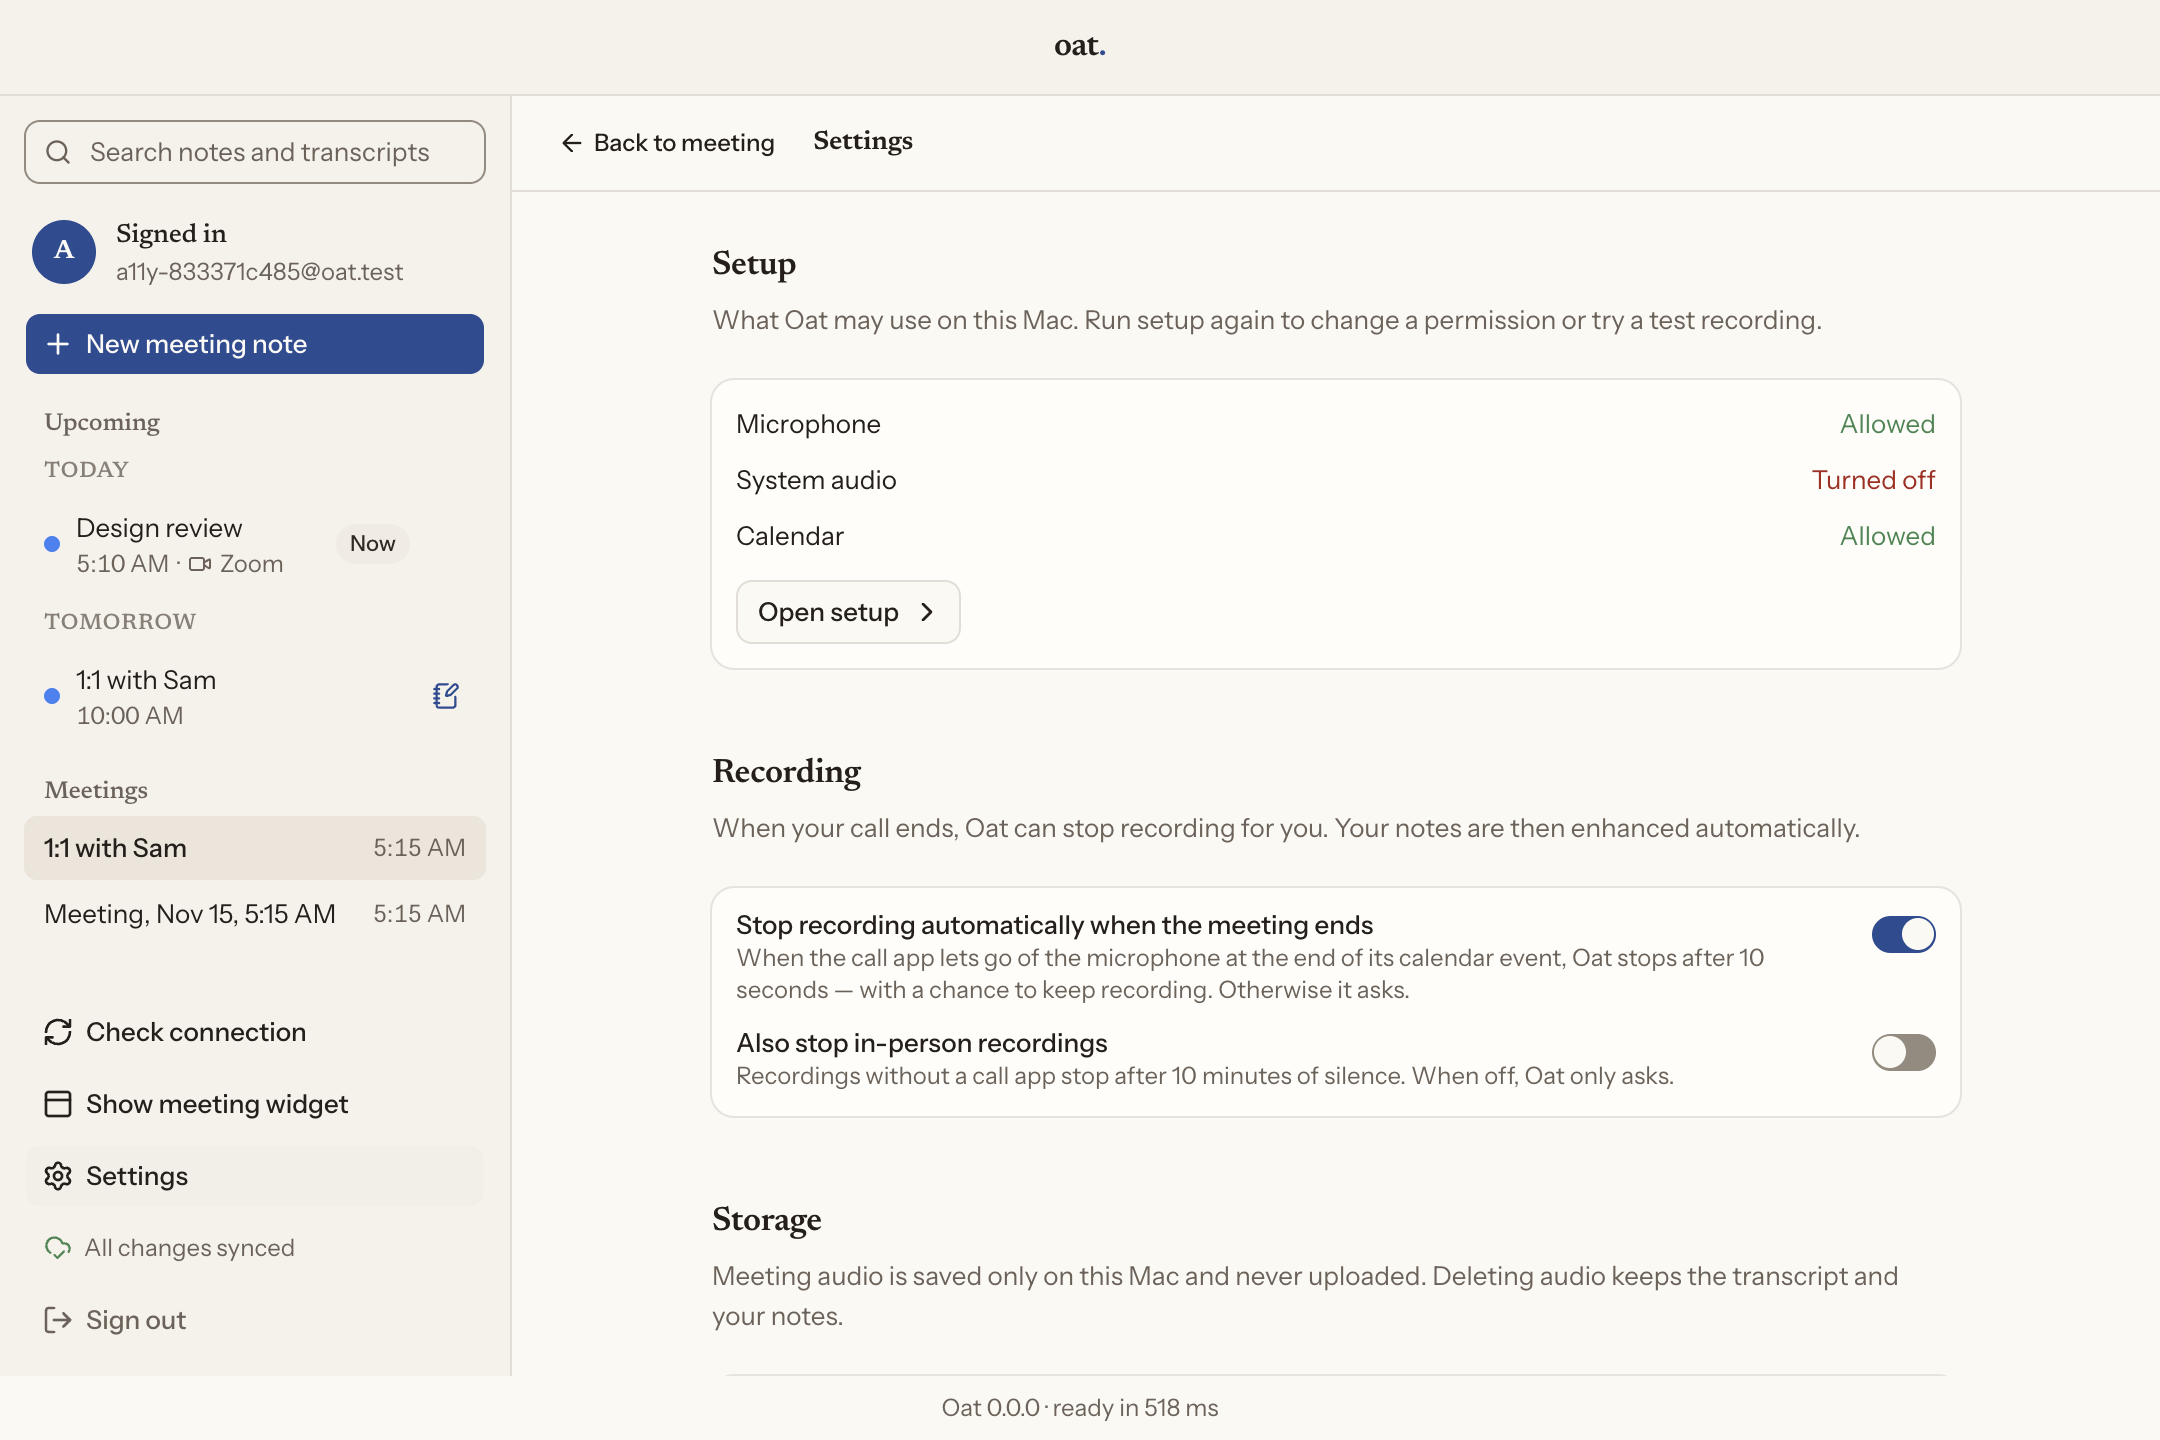 oat.
Search notes and transcripts
A
Signed in
a11y-833371c485@oat.test
New meeting note
Upcoming
TODAY
Design review
5:10 AM · Zoom
Now
TOMORROW
1:1 with Sam
10:00 AM
Meetings
1:1 with Sam 5:15 AM
Meeting, Nov 15, 5:15 AM 5:15 AM
Check connection
Show meeting widget
Settings
All changes synced
Sign out
Back to meeting Settings
Setup
What Oat may use on this Mac. Run setup again to change a permission or try a test recording.
Microphone Allowed
System audio Turned off
Calendar Allowed
Open setup
Recording
When your call ends, Oat can stop recording for you. Your notes are then enhanced automatically.
Stop recording automatically when the meeting ends
When the call app lets go of the microphone at the end of its calendar event, Oat stops after 10
seconds — with a chance to keep recording. Otherwise it asks.
Also stop in-person recordings
Recordings without a call app stop after 10 minutes of silence. When off, Oat only asks.
Storage
Meeting audio is saved only on this Mac and never uploaded. Deleting audio keeps the transcript and
your notes.
Oat 0.0.0 · ready in 518 ms